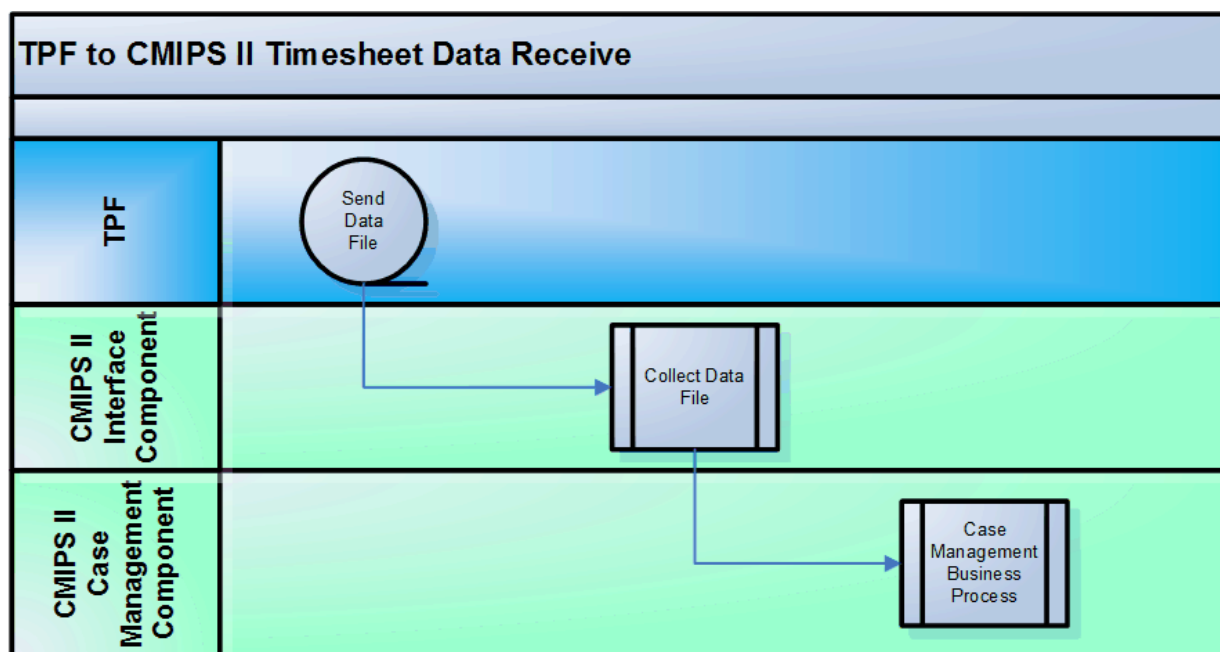 TPF to CMIPS II Timesheet Data Receive
TPF
Send
Data
File
CMIPS II
Interface
Component
Collect Data
File
CMIPS II
Case
Management
Component
Case
Management
Business
Process